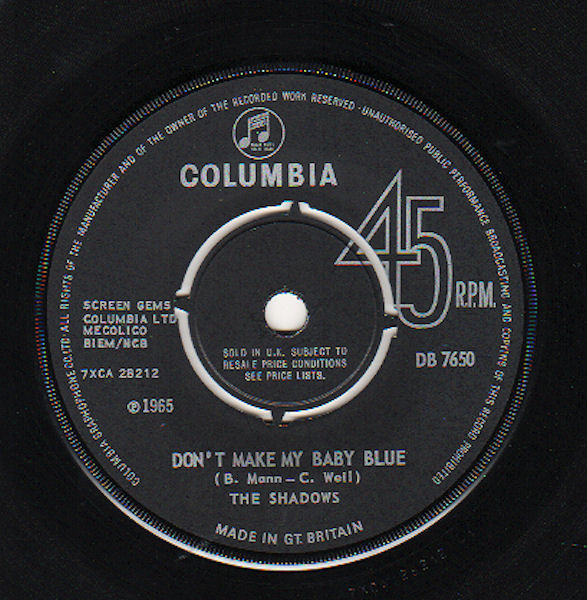 COLUMBIA GRAPHOPHONE CO. LTD. ALL RIGHTS OF THE MANUFACTURER AND OF THE OWNER OF THE RECORDED WORK RESERVED - UNAUTHORISED PUBLIC PERFORMANCE BROADCASTING AND COPYING OF THIS RECORD PROHIBITED
COLUMBIA
45 R.P.M.
SCREEN GEMS
COLUMBIA LTD
MECOLICO
BIEM/NCB
7XCA 28212
℗ 1965
SOLD IN U.K. SUBJECT TO
RESALE PRICE CONDITIONS
SEE PRICE LISTS.
DB 7650
DON'T MAKE MY BABY BLUE
(B. Mann – C. Weil)
THE SHADOWS
MADE IN GT. BRITAIN